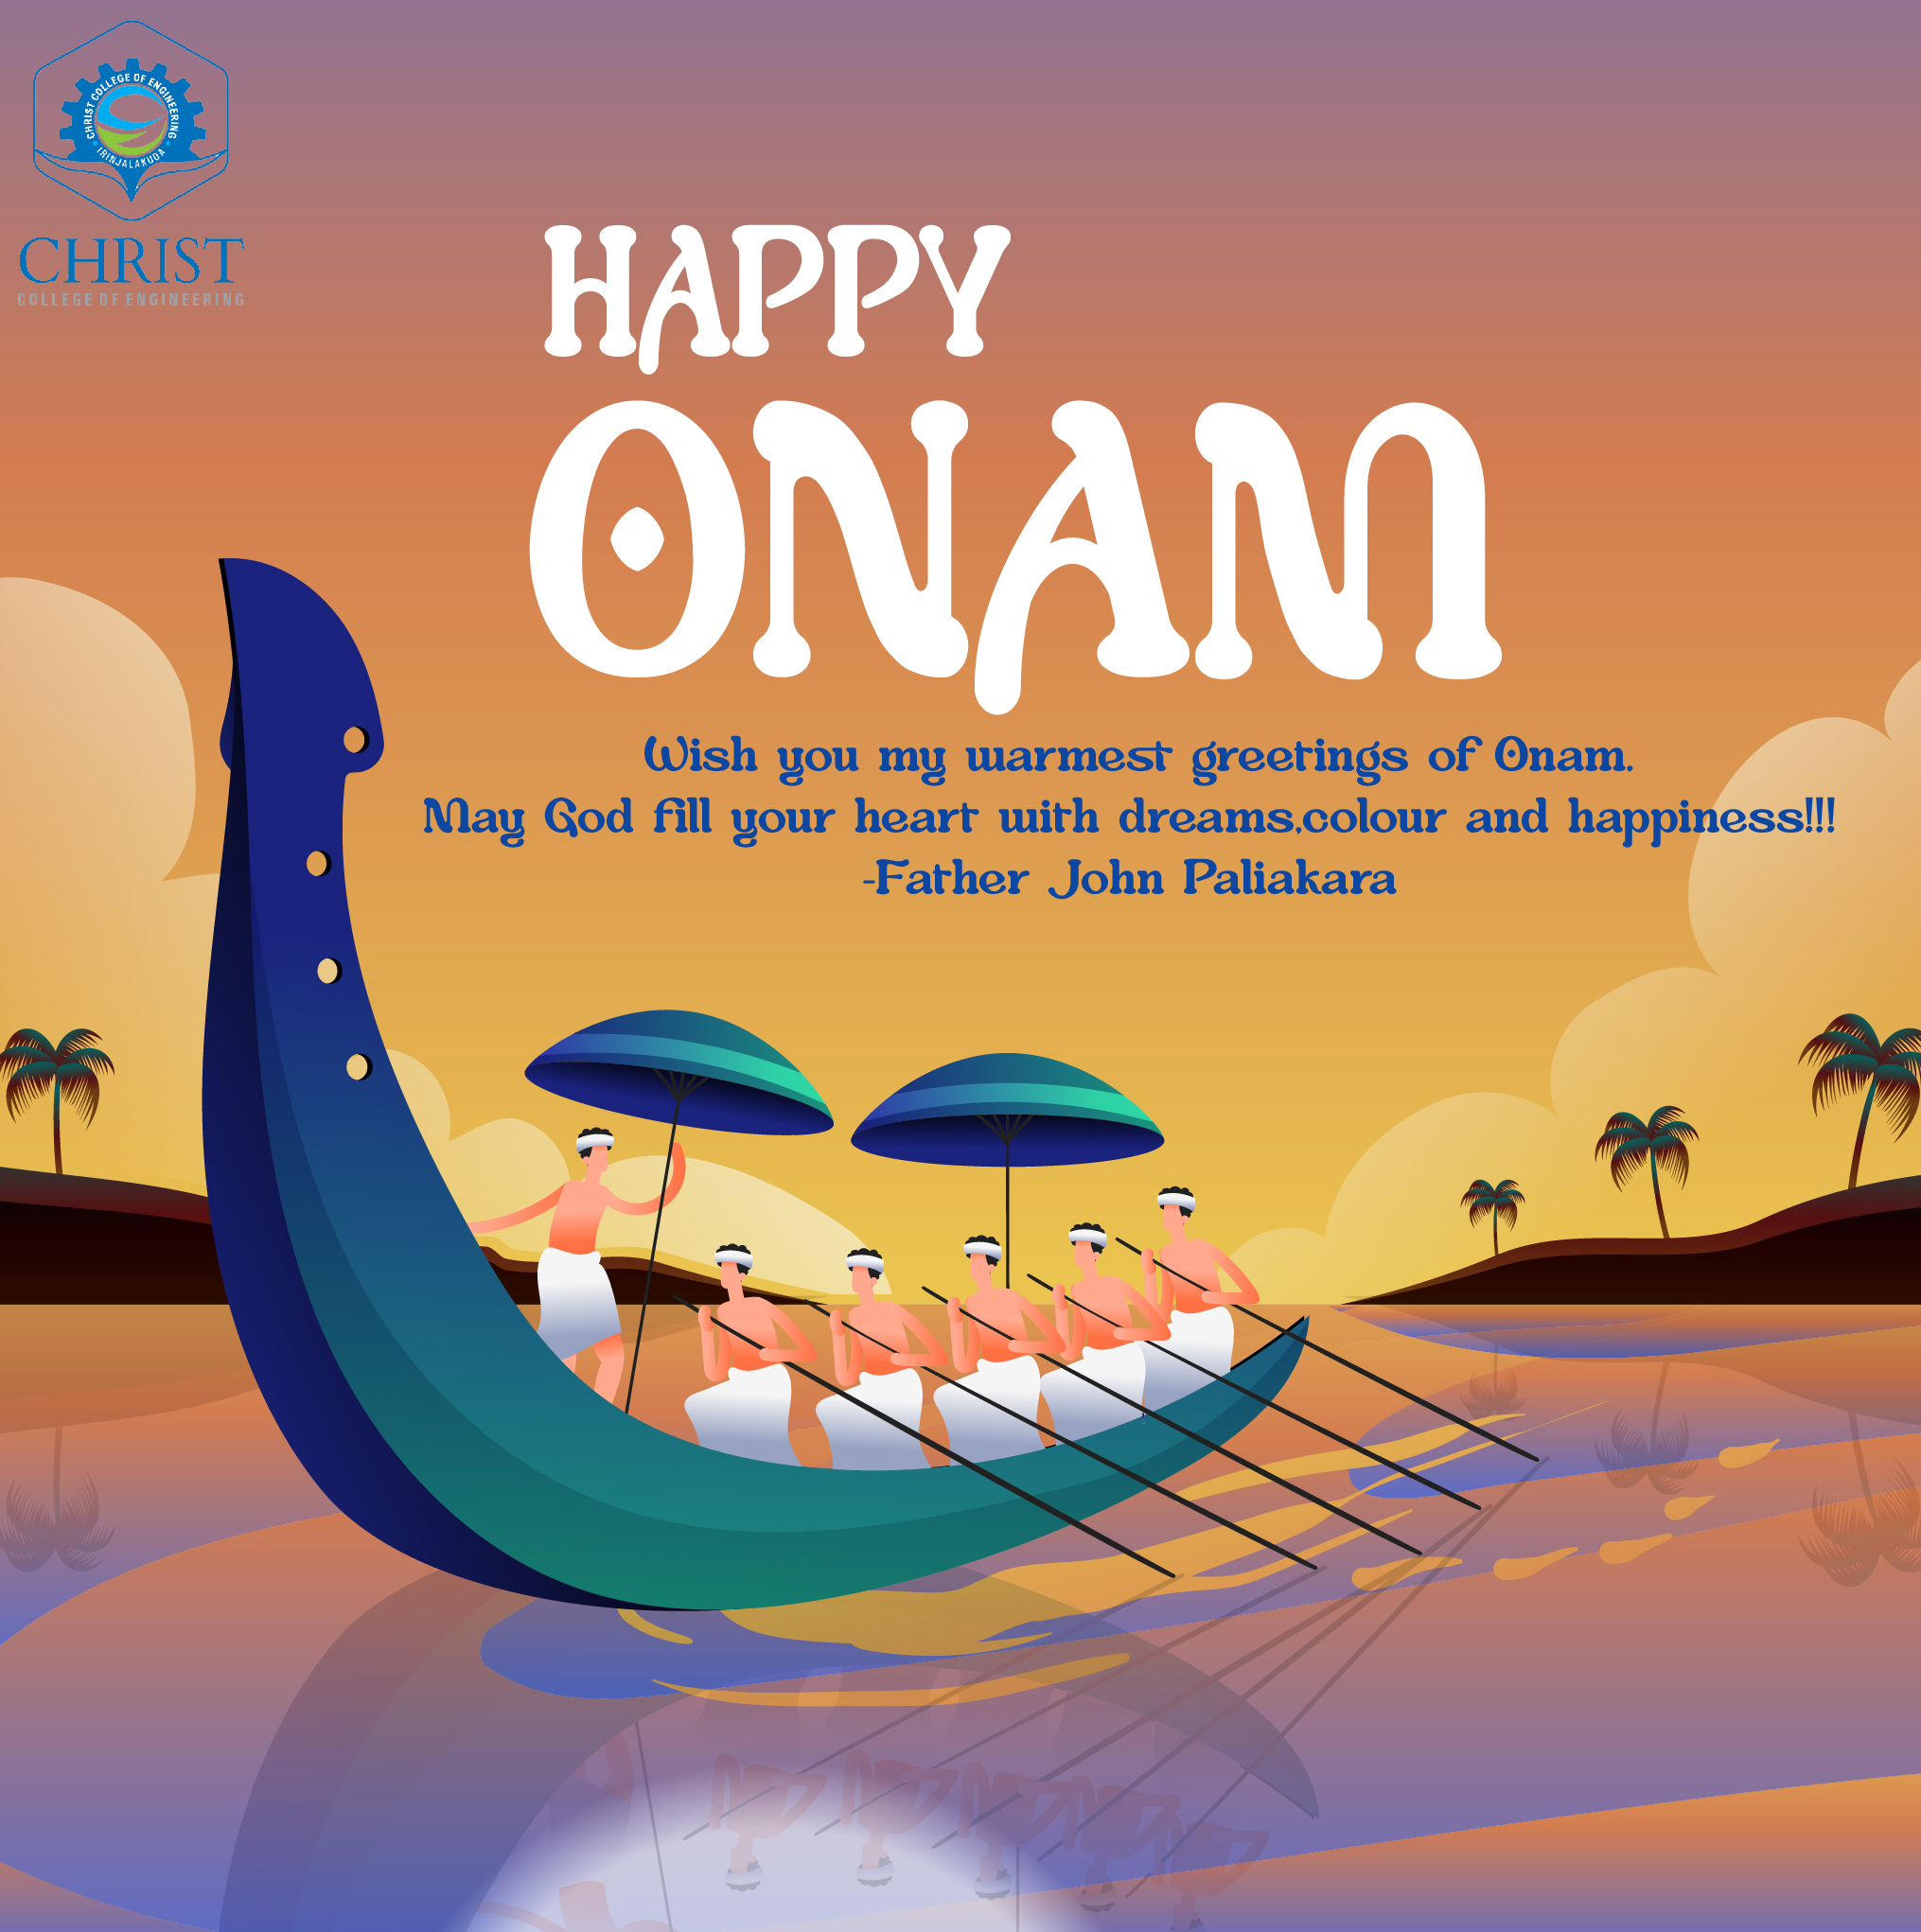 CHRIST COLLEGE OF ENGINEERING
IRINJALAKUDA
CHRIST
COLLEGE OF ENGINEERING
HAPPY
ONAM
Wish you my warmest greetings of Onam.
May God fill your heart with dreams,colour and happiness!!!
-Father John Paliakara